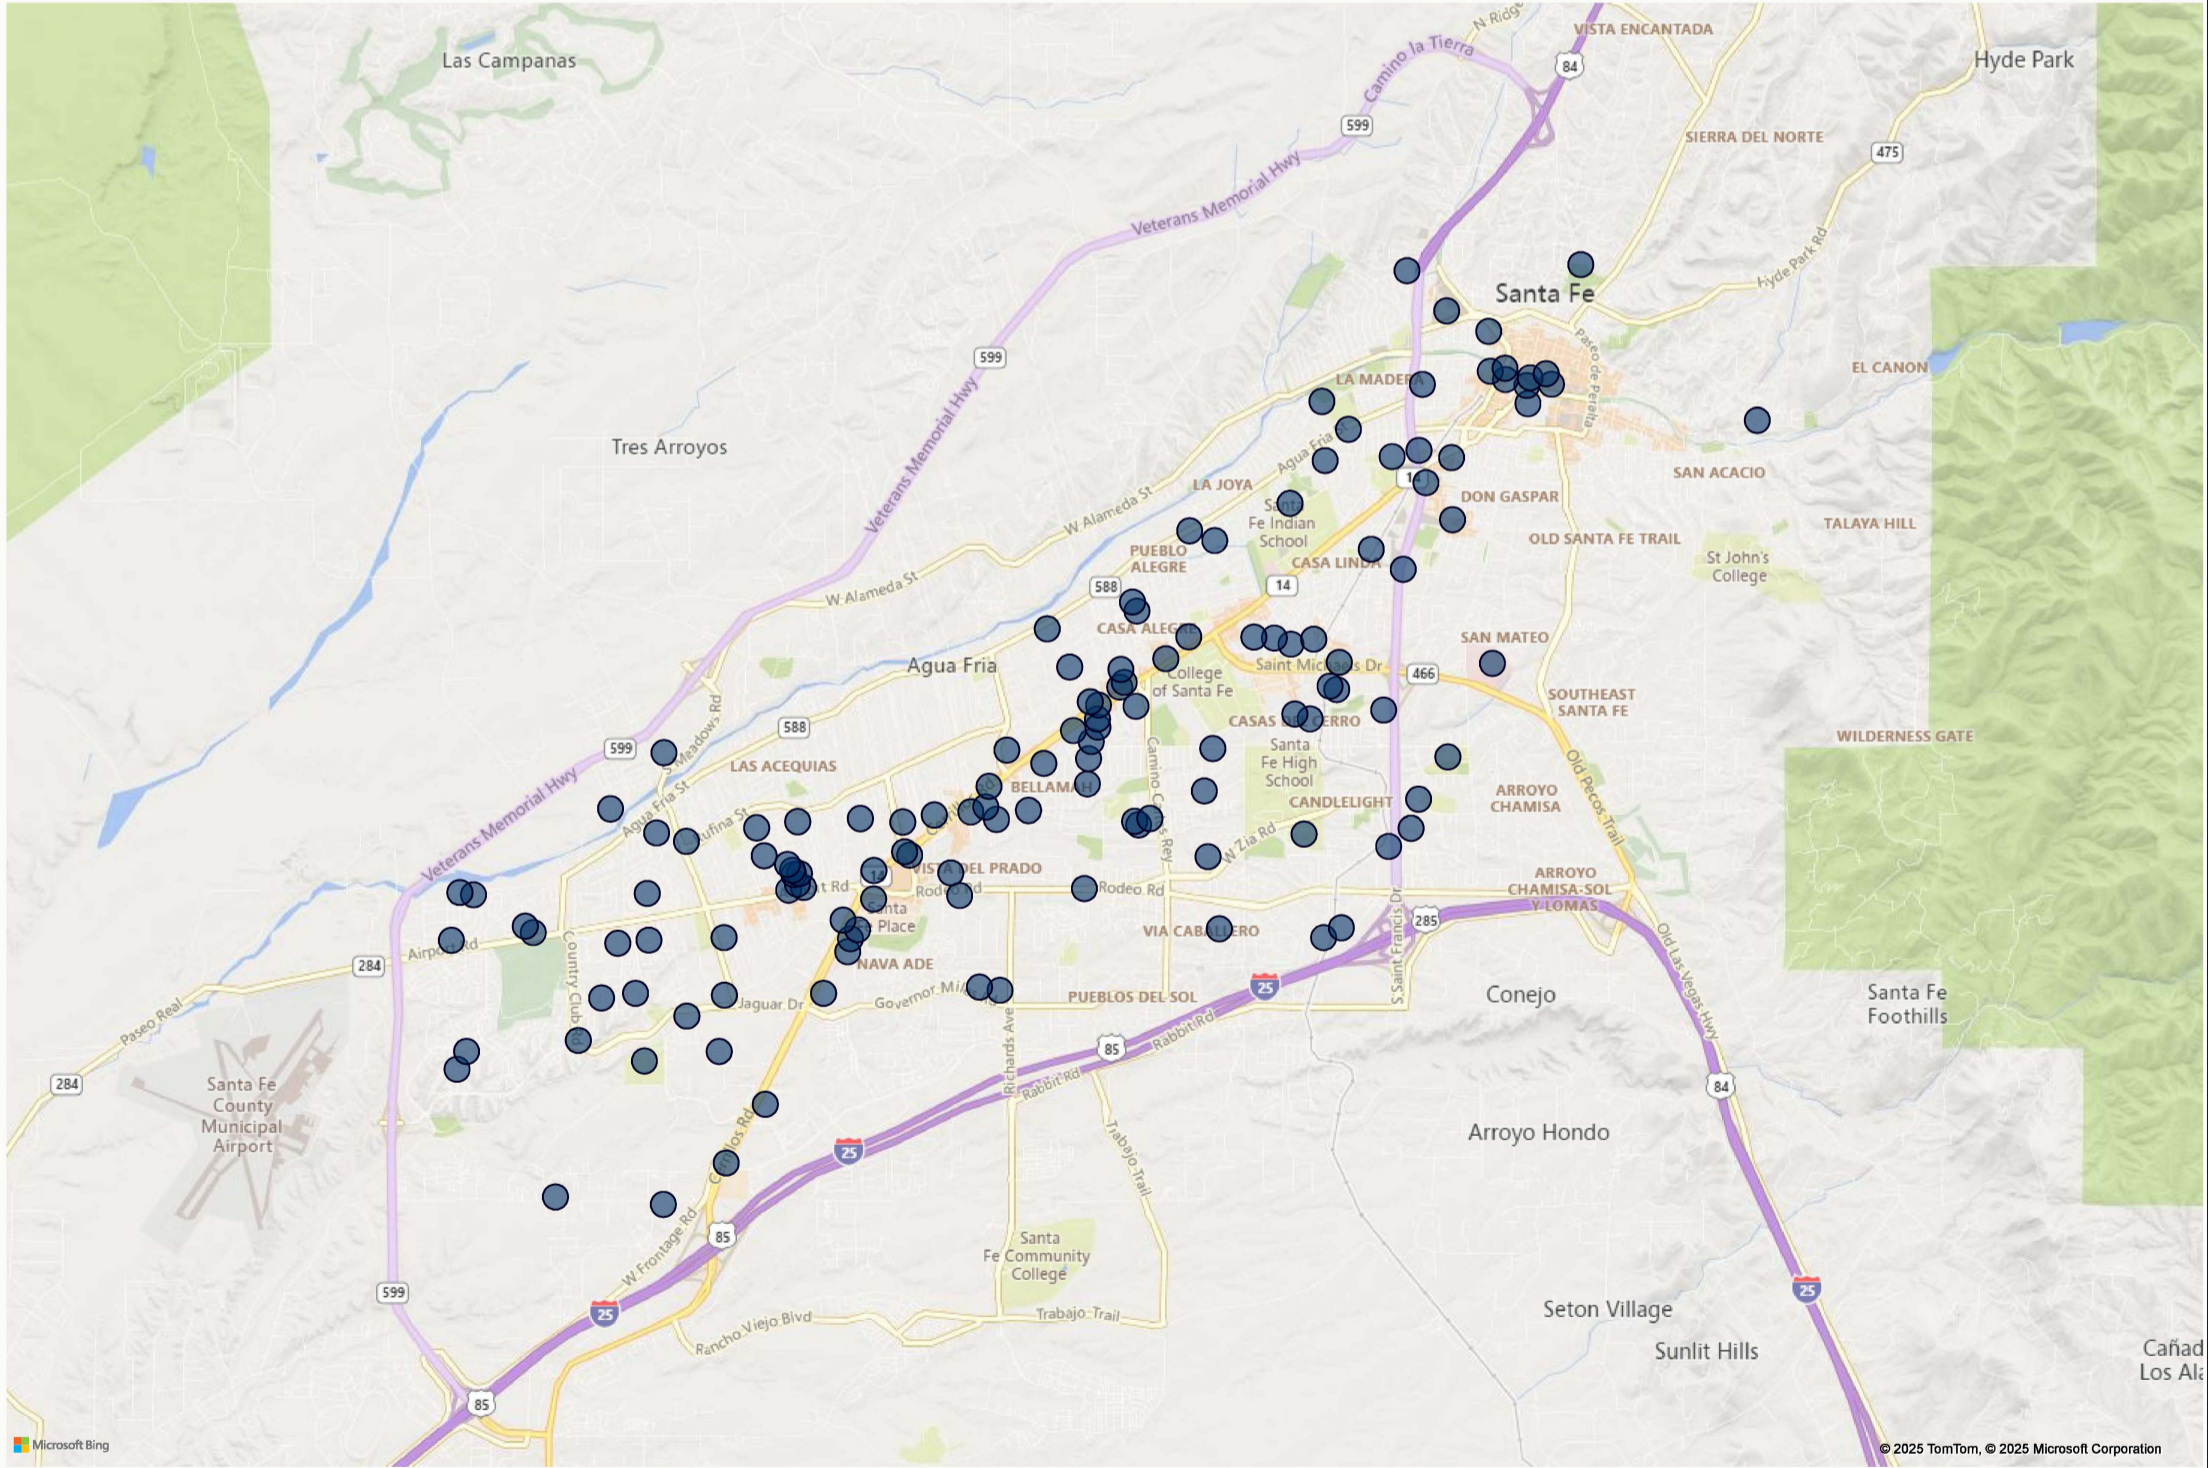 N Ridge
VISTA ENCANTADA
Las Campanas
Hyde Park
Camino la Tierra
84
599
SIERRA DEL NORTE
475
Veterans Memorial Hwy
Hyde Park Rd
Santa Fe
Paseo de Peralta
599
EL CANON
LA MADERA
Veterans Memorial Hwy
Tres Arroyos
Agua Fria
SAN ACACIO
LA JOYA
14
DON GASPAR
W Alameda St
Santa
Fe Indian
School
TALAYA HILL
OLD SANTA FE TRAIL
PUEBLO
ALEGRE
CASA LINDA
St John's
College
W Alameda St
588
14
CASA ALEGRE
SAN MATEO
Agua Fria
Saint Michaels Dr
College
of Santa Fe
466
SOUTHEAST
SANTA FE
S Meadows Rd
588
CASAS DEL CERRO
WILDERNESS GATE
599
Santa
Fe High
School
LAS ACEQUIAS
Camino Carlos Rey
Old Pecos Trail
BELLAMAH
ARROYO
CHAMISA
CANDLELIGHT
Agua Fria St
Rufina St
Veterans Memorial Hwy
W Zia Rd
VISTA DEL PRADO
14
ARROYO
CHAMISA-SOL
Y LOMAS
t Rd
Rodeo Rd
Rodeo Rd
Santa
Fe Place
285
VIA CABALLERO
Airport Rd
284
NAVA ADE
Country Club Rd
S Saint Francis Dr
Old Las Vegas Hwy
25
Governor Miles Rd
PUEBLOS DEL SOL
Conejo
Santa Fe
Foothills
Jaguar Dr
Paseo Real
Rabbit Rd
85
Richards Ave
Rabbit Rd
284
84
Santa Fe
County
Municipal
Airport
Cerrillos Rd
Trabajo Trail
Arroyo Hondo
25
85
W Frontage Rd
Santa
Fe Community
College
599
25
25
Rancho Viejo Blvd
Trabajo Trail
Seton Village
Sunlit Hills
Cañad
Los Ala
85
Microsoft Bing
© 2025 TomTom, © 2025 Microsoft Corporation